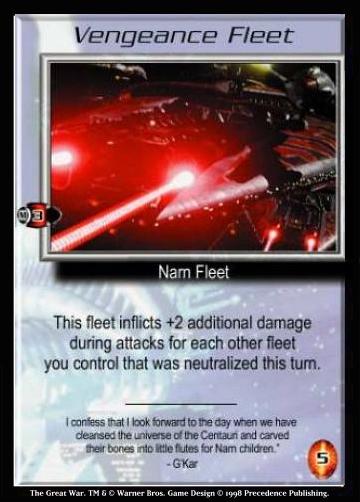 Vengeance Fleet
M 3
Narn Fleet
This fleet inflicts +2 additional damage
during attacks for each other fleet
you control that was neutralized this turn.
I confess that I look forward to the day when we have
cleansed the universe of the Centauri and carved
their bones into little flutes for Narn children."
- G'Kar
5
The Great War. TM & © Warner Bros. Game Design © 1998 Precedence Publishing.